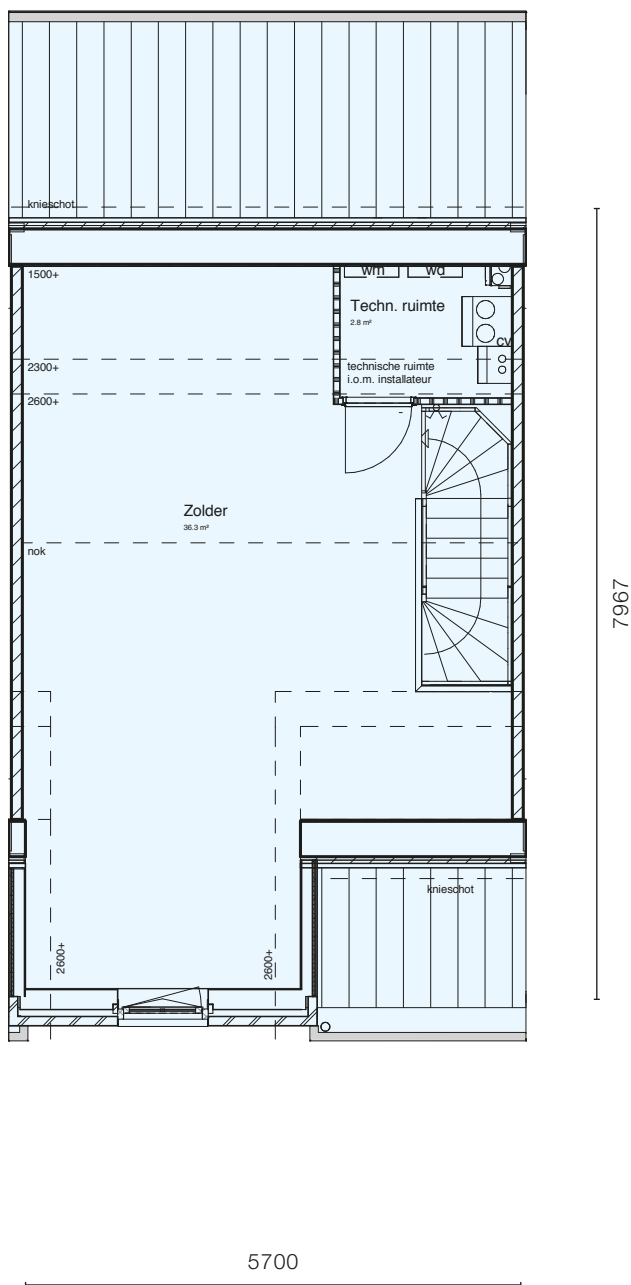 knieschot
1500+
wm
wd
Techn. ruimte
2.8 m²
cv
2300+
technische ruimte
i.o.m. installateur
2600+
Zolder
36.3 m²
nok
7967
knieschot
2600+
2600+
5700